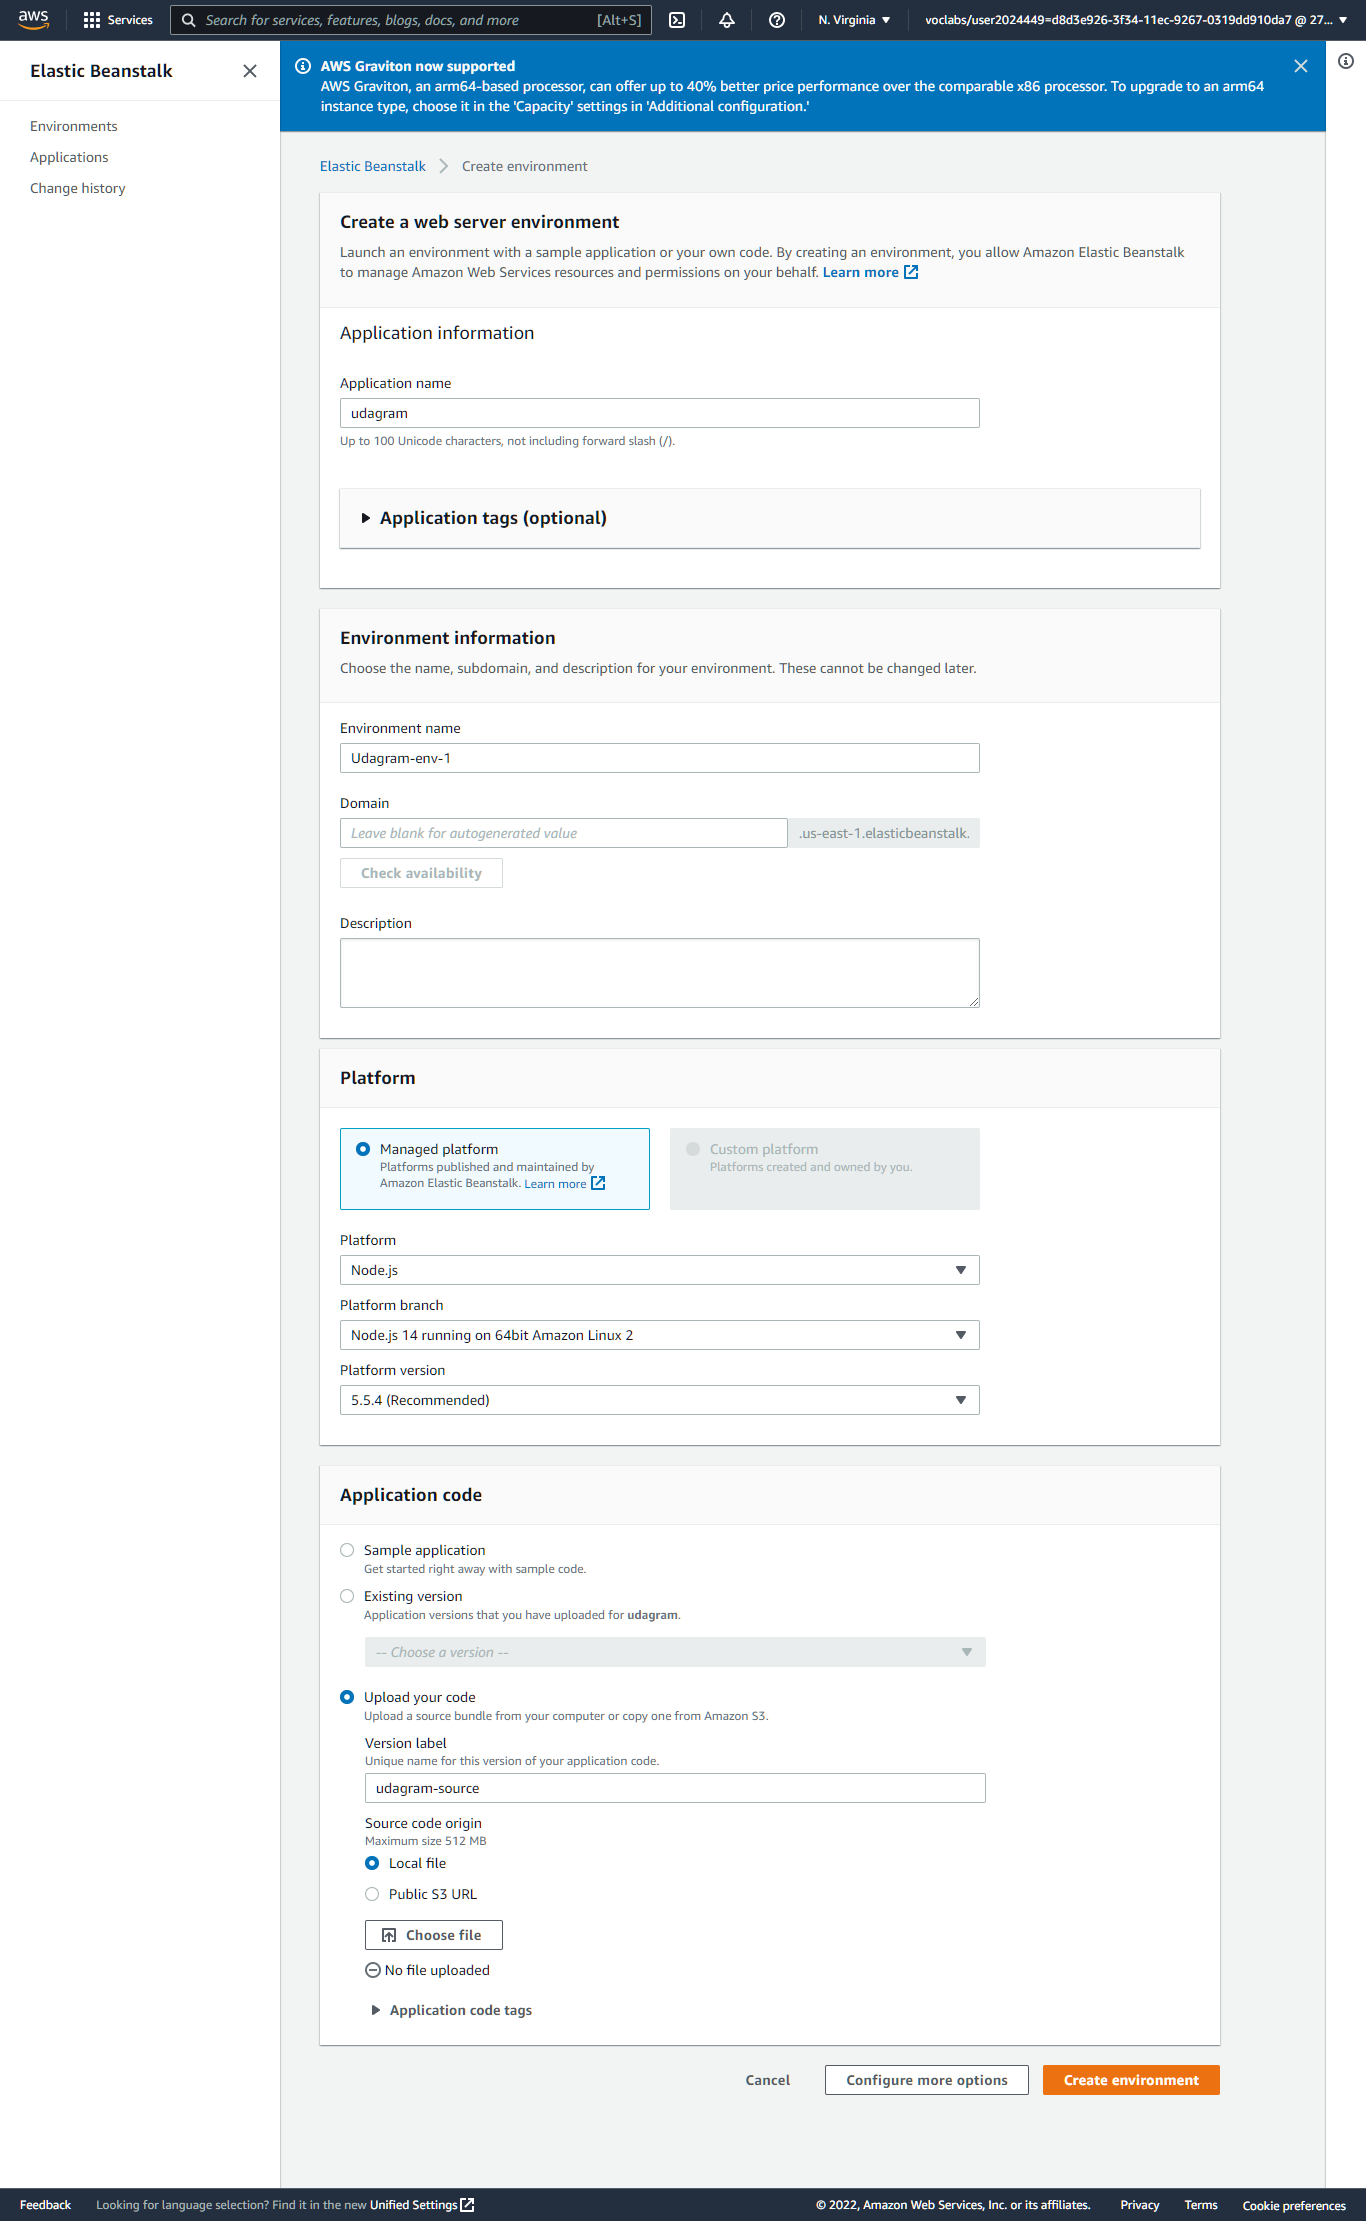 aws
Services
Search for services, features, blogs, docs, and more
[Alt+S]
N. Virginia
voclabs/user2024449=d8d3e926-3f34-11ec-9267-0319dd910da7 @ 27...
Elastic Beanstalk
Environments
Applications
Change history
AWS Graviton now supported
AWS Graviton, an arm64-based processor, can offer up to 40% better price performance over the comparable x86 processor. To upgrade to an arm64
instance type, choose it in the 'Capacity' settings in 'Additional configuration.'
Elastic Beanstalk
Create environment
Create a web server environment
Launch an environment with a sample application or your own code. By creating an environment, you allow Amazon Elastic Beanstalk
to manage Amazon Web Services resources and permissions on your behalf. Learn more
Application information
Application name
udagram
Up to 100 Unicode characters, not including forward slash (/).
Application tags (optional)
Environment information
Choose the name, subdomain, and description for your environment. These cannot be changed later.
Environment name
Udagram-env-1
Domain
Leave blank for autogenerated value
.us-east-1.elasticbeanstalk.
Check availability
Description
Platform
Managed platform
Platforms published and maintained by
Amazon Elastic Beanstalk. Learn more
Custom platform
Platforms created and owned by you.
Platform
Node.js
Platform branch
Node.js 14 running on 64bit Amazon Linux 2
Platform version
5.5.4 (Recommended)
Application code
Sample application
Get started right away with sample code.
Existing version
Application versions that you have uploaded for udagram.
-- Choose a version --
Upload your code
Upload a source bundle from your computer or copy one from Amazon S3.
Version label
Unique name for this version of your application code.
udagram-source
Source code origin
Maximum size 512 MB
Local file
Public S3 URL
Choose file
No file uploaded
Application code tags
Cancel
Configure more options
Create environment
Feedback
Looking for language selection? Find it in the new Unified Settings
© 2022, Amazon Web Services, Inc. or its affiliates.
Privacy
Terms
Cookie preferences